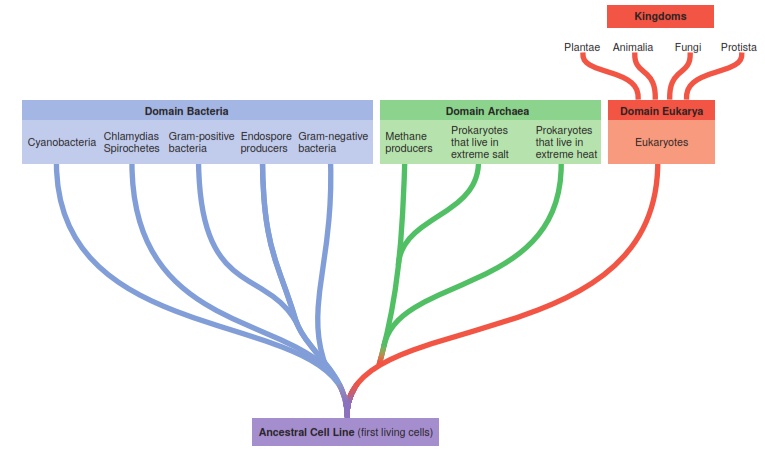 Kingdoms
Plantae Animalia Fungi Protista
Domain Bacteria
Cyanobacteria
Chlamydias
Spirochetes
Gram-positive
bacteria
Endospore
producers
Gram-negative
bacteria
Domain Archaea
Methane
producers
Prokaryotes
that live in
extreme salt
Prokaryotes
that live in
extreme heat
Domain Eukarya
Eukaryotes
Ancestral Cell Line (first living cells)